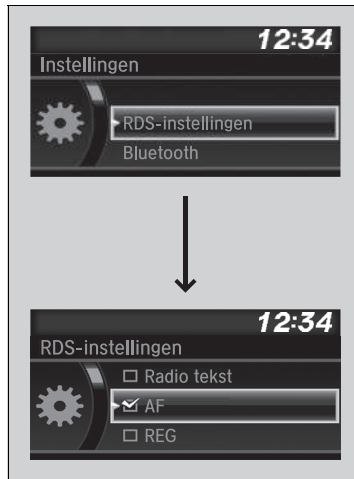 12:34
Instellingen
RDS-instellingen
Bluetooth
12:34
RDS-instellingen
Radio tekst
AF
REG